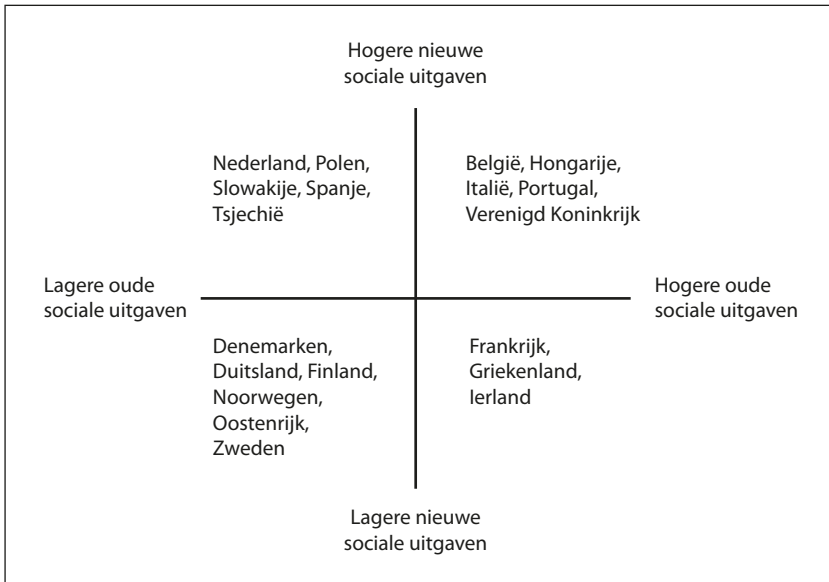 Hogere nieuwe
sociale uitgaven
Nederland, Polen,
Slowakije, Spanje,
Tsjechië
België, Hongarije,
Italië, Portugal,
Verenigd Koninkrijk
Lagere oude
sociale uitgaven
Hogere oude
sociale uitgaven
Denemarken,
Duitsland, Finland,
Noorwegen,
Oostenrijk,
Zweden
Frankrijk,
Griekenland,
Ierland
Lagere nieuwe
sociale uitgaven